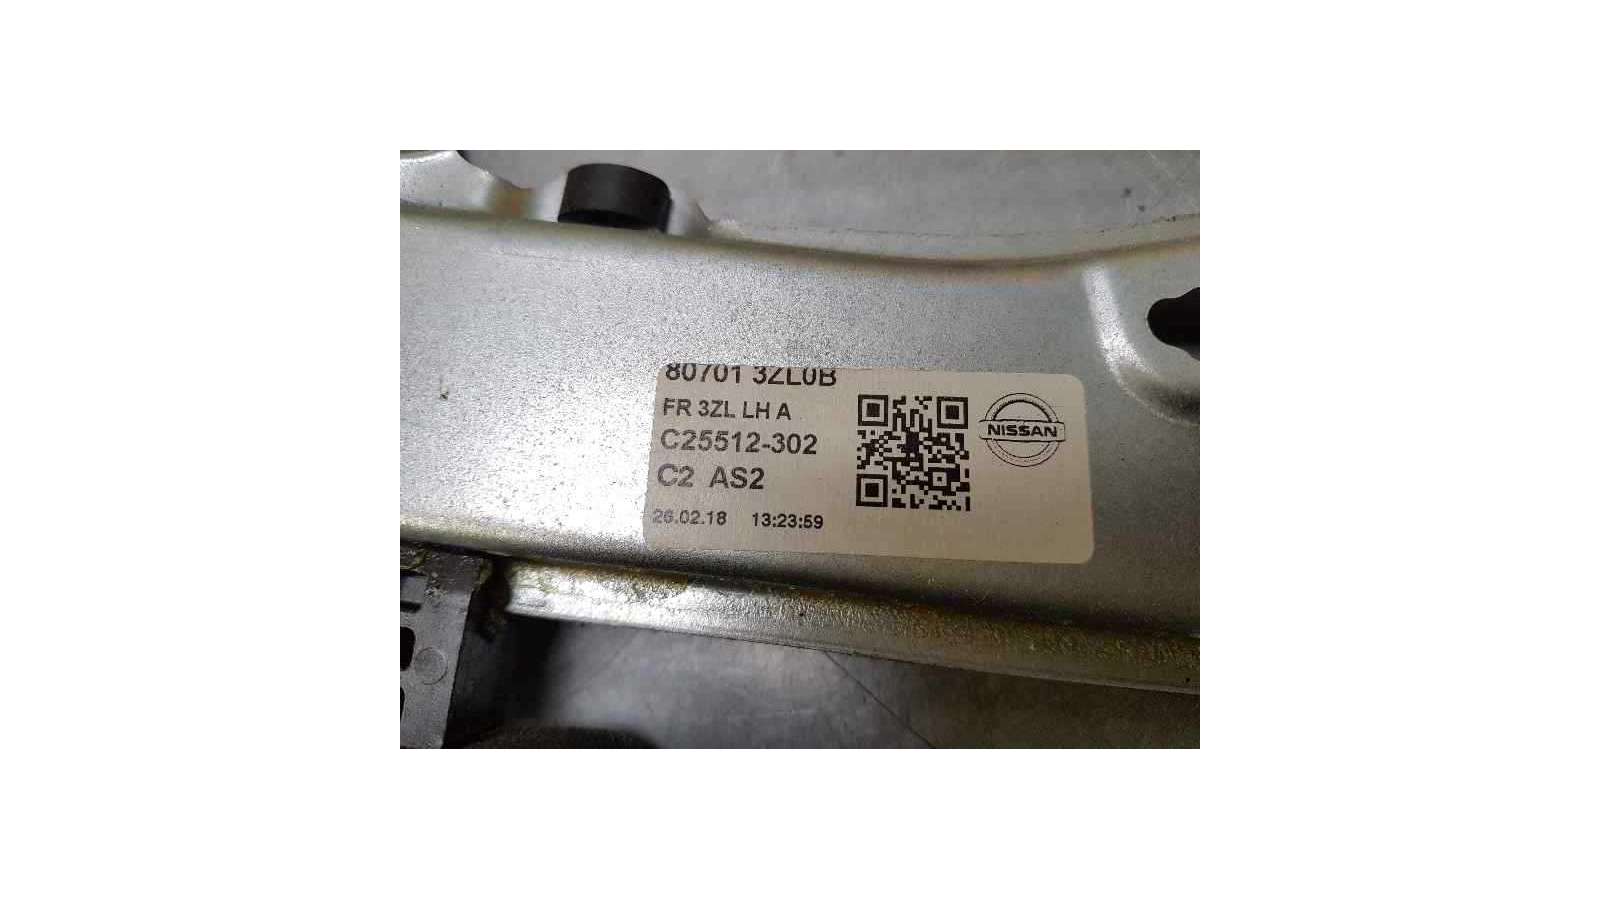 80701 3ZL0B
FR 3ZL LH A
C25512-302
C2 AS2
26.02.18 13:23:59
NISSAN